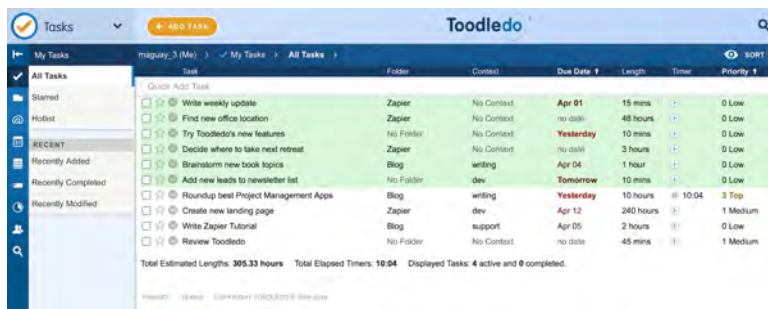 Tasks + ADD TASK Toodledo
My Tasks maguay_3 (Me) My Tasks All Tasks SORT
Task Folder Context Due Date ↑ Length Timer Priority ↑
All Tasks
Quick Add Task
Starred
Hotlist
RECENT
Recently Added
Recently Completed
Recently Modified
Write weekly update Zapier No Context Apr 01 15 mins 0 Low
Find new office location Zapier No Context no date 48 hours 0 Low
Try Toodledo's new features No Folder No Context Yesterday 10 mins 0 Low
Decide where to take next retreat Zapier No Context no date 3 hours 0 Low
Brainstorm new book topics Blog writing Apr 04 1 hour 0 Low
Add new leads to newsletter list No Folder dev Tomorrow 10 mins 0 Low
Roundup best Project Management Apps Blog writing Yesterday 10 hours 10:04 3 Top
Create new landing page Zapier dev Apr 12 240 hours 1 Medium
Write Zapier Tutorial Blog support Apr 05 2 hours 0 Low
Review Toodledo No Folder No Context no date 45 mins 1 Medium
Total Estimated Lengths: 305.33 hours Total Elapsed Timers: 10:04 Displayed Tasks: 4 active and 0 completed.